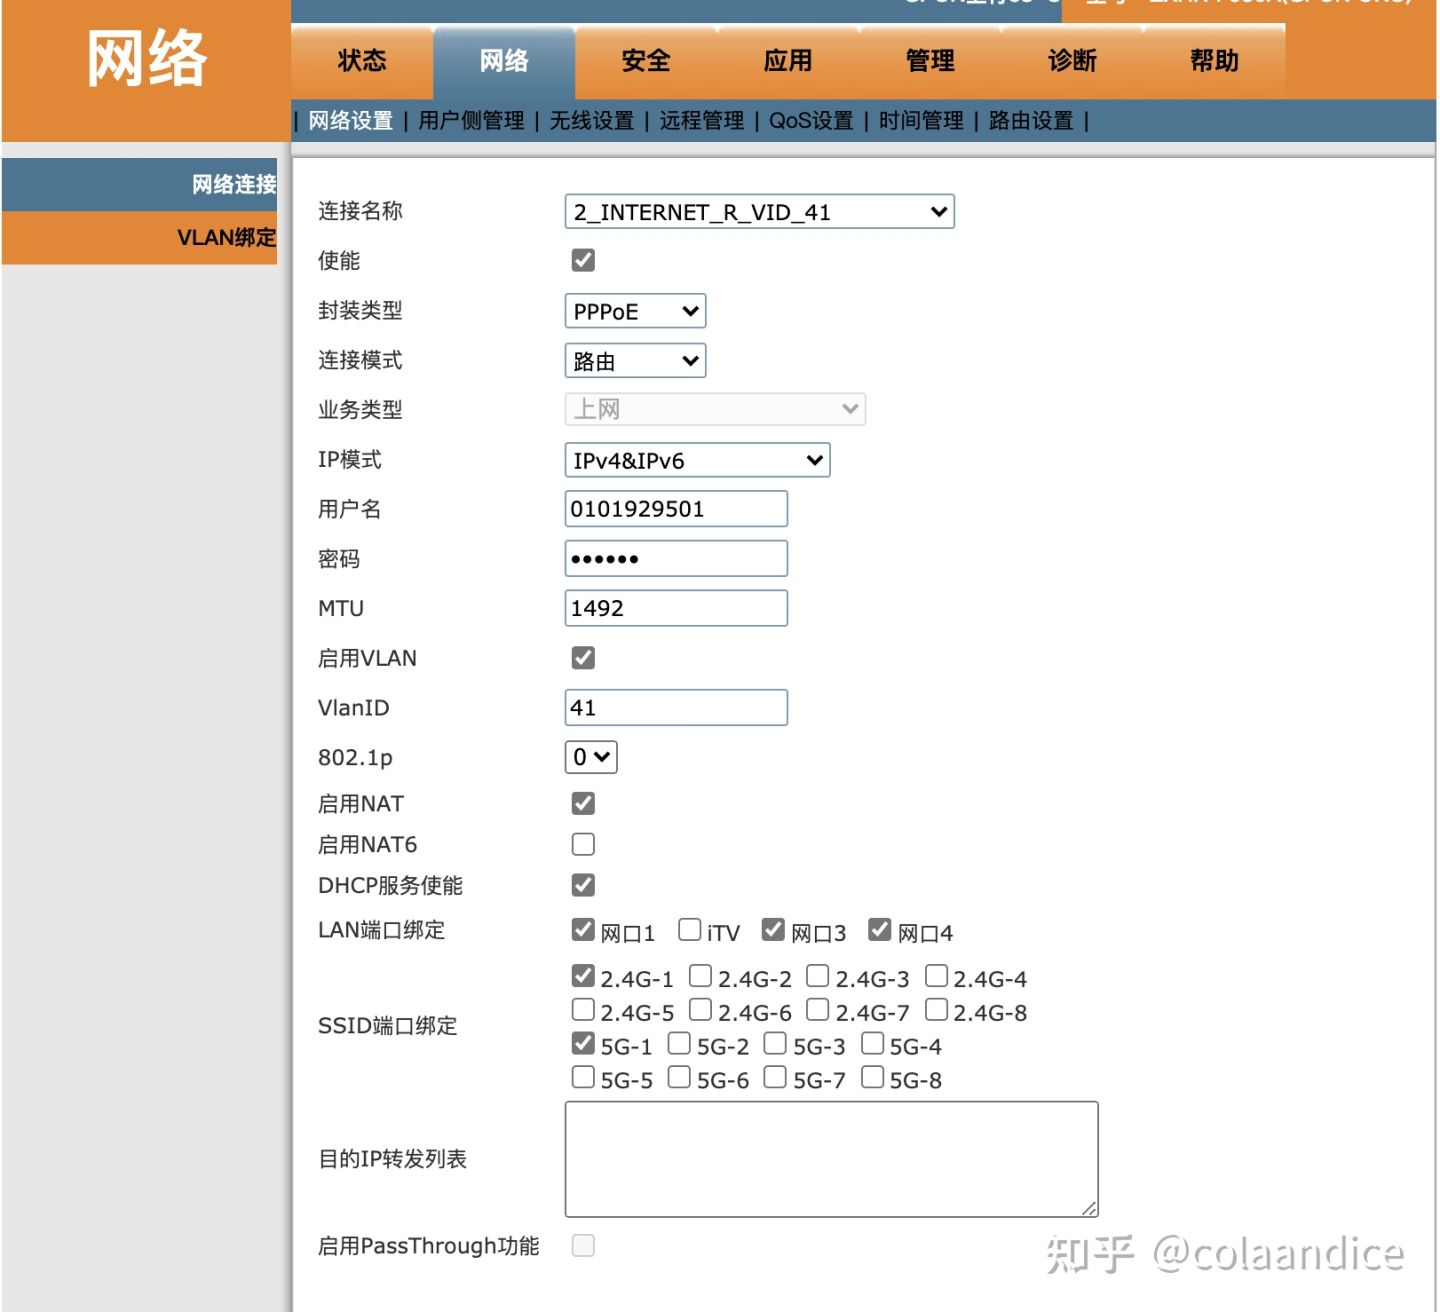 网络
状态 网络 安全 应用 管理 诊断 帮助
| 网络设置 | 用户侧管理 | 无线设置 | 远程管理 | QoS设置 | 时间管理 | 路由设置 |
网络连接
VLAN绑定
连接名称 2_INTERNET_R_VID_41
使能
封装类型 PPPoE
连接模式 路由
业务类型 上网
IP模式 IPv4&IPv6
用户名 0101929501
密码 ••••••
MTU 1492
启用VLAN
VlanID 41
802.1p 0
启用NAT
启用NAT6
DHCP服务使能
LAN端口绑定 网口1 iTV 网口3 网口4
2.4G-1 2.4G-2 2.4G-3 2.4G-4
2.4G-5 2.4G-6 2.4G-7 2.4G-8
SSID端口绑定
5G-1 5G-2 5G-3 5G-4
5G-5 5G-6 5G-7 5G-8
目的IP转发列表
启用PassThrough功能
知乎 @colaandice